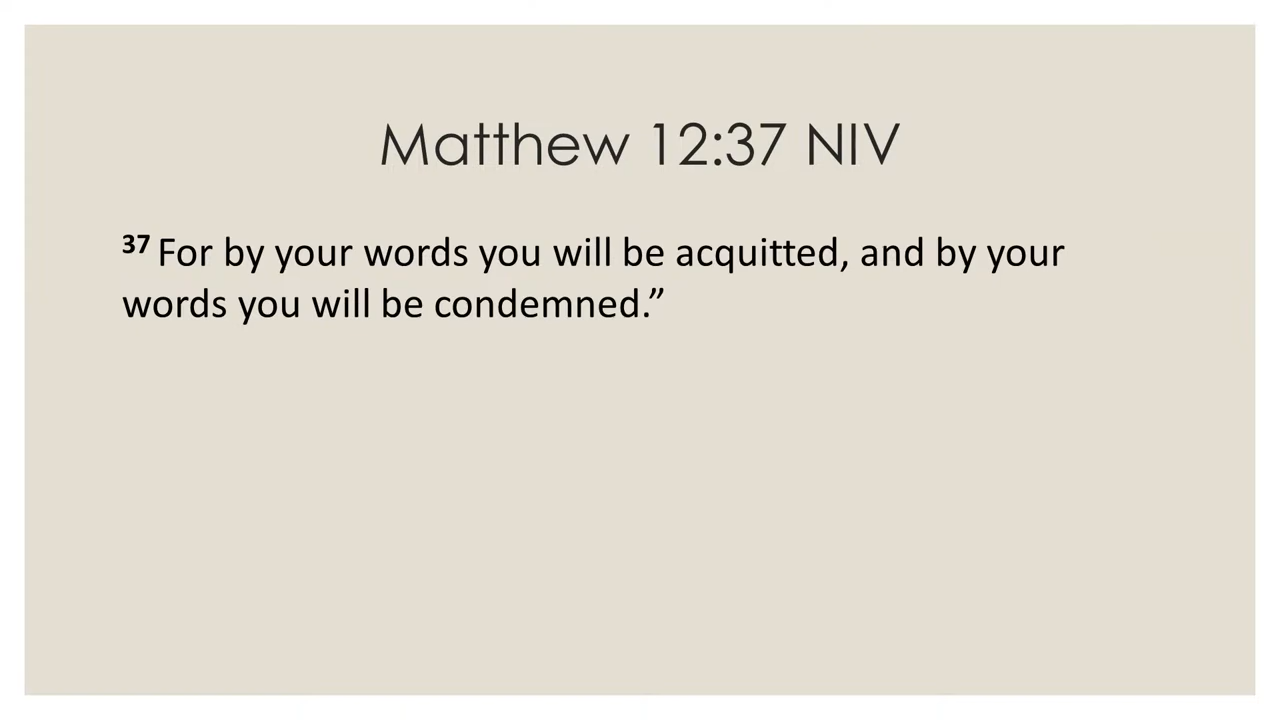 Matthew 12:37 NIV
37 For by your words you will be acquitted, and by your
words you will be condemned.”